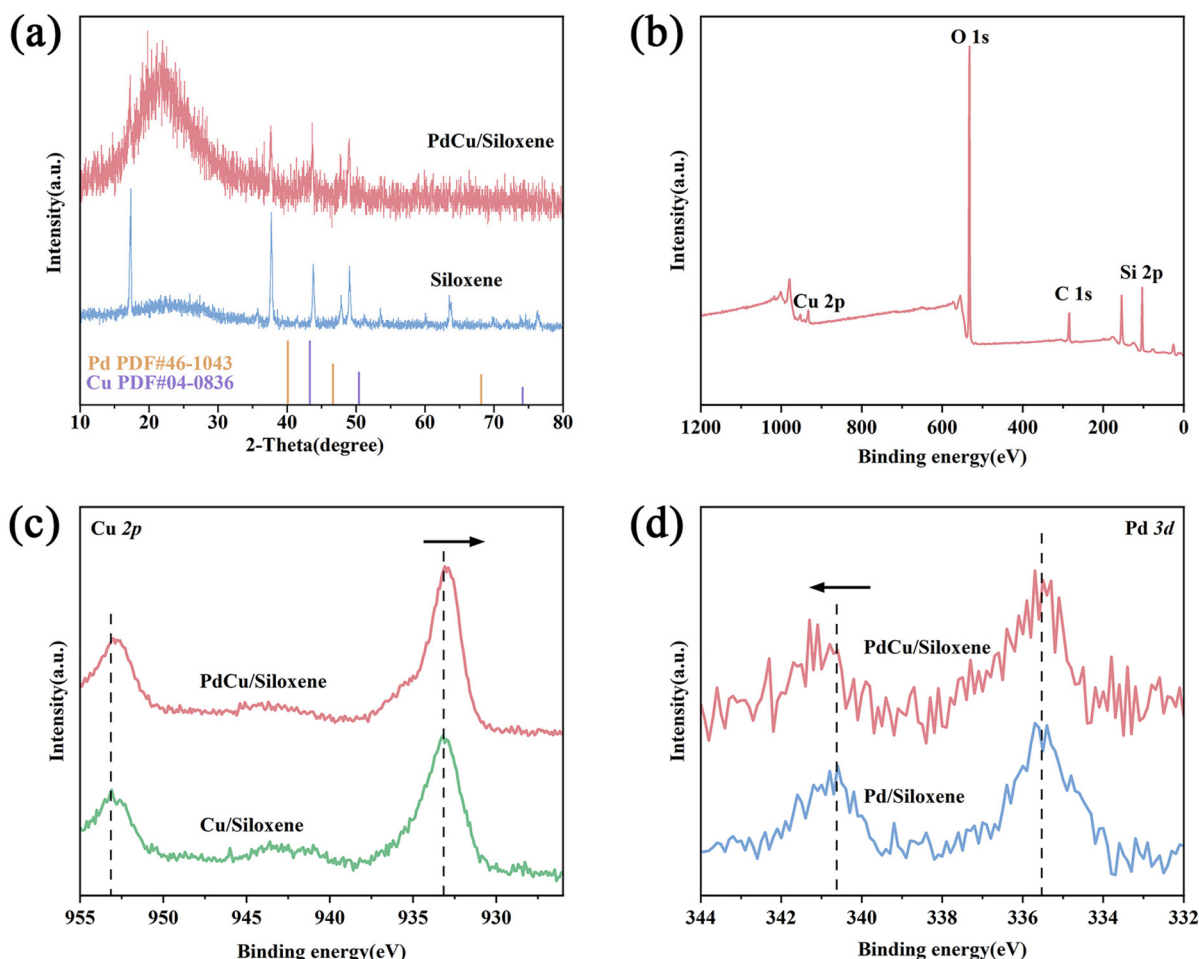 (a)
Intensity(a.u.)
PdCu/Siloxene
Siloxene
Pd PDF#46-1043
Cu PDF#04-0836
10 20 30 40 50 60 70 80
2-Theta(degree)
(b)
Intensity(a.u.)
O 1s
Cu 2p
C 1s
Si 2p
1200 1000 800 600 400 200 0
Binding energy(eV)
(c)
Intensity(a.u.)
Cu 2p
PdCu/Siloxene
Cu/Siloxene
955 950 945 940 935 930
Binding energy(eV)
(d)
Intensity(a.u.)
Pd 3d
PdCu/Siloxene
Pd/Siloxene
344 342 340 338 336 334 332
Binding energy(eV)